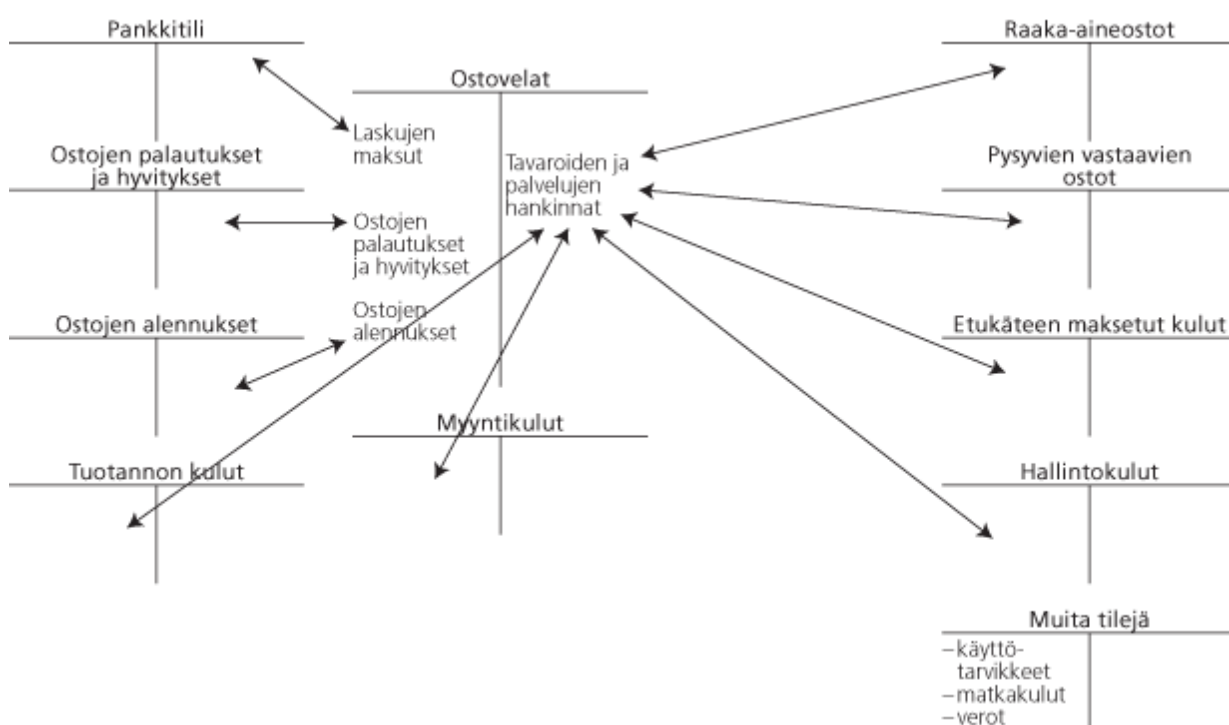 Pankkitili
Raaka-aineostot
Ostovelat
Laskujen
maksut
Ostojen palautukset
ja hyvitykset
Tavaroiden ja
palvelujen
hankinnat
Pysyvien vastaavien
ostot
Ostojen
palautukset
ja hyvitykset
Ostojen alennukset
Ostojen
alennukset
Etukäteen maksetut kulut
Myyntikulut
Tuotannon kulut
Hallintokulut
Muita tilejä
–käyttö-
tarvikkeet
–matkakulut
–verot